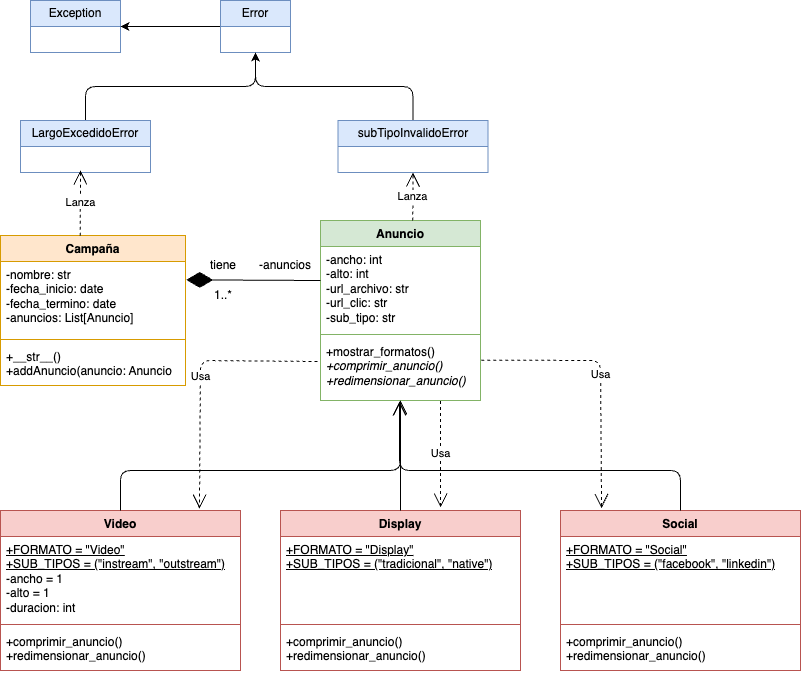 Exception
Error
LargoExcedidoError
subTipoInvalidoError
Lanza
Lanza
Campaña
-nombre: str
-fecha_inicio: date
-fecha_termino: date
-anuncios: List[Anuncio]
+__str__()
+addAnuncio(anuncio: Anuncio
tiene
-anuncios
1..*
Anuncio
-ancho: int
-alto: int
-url_archivo: str
-url_clic: str
-sub_tipo: str
+mostrar_formatos()
+comprimir_anuncio()
+redimensionar_anuncio()
Usa
Usa
Usa
Video
+FORMATO = "Video"
+SUB_TIPOS = ("instream", "outstream")
-ancho = 1
-alto = 1
-duracion: int
+comprimir_anuncio()
+redimensionar_anuncio()
Display
+FORMATO = "Display"
+SUB_TIPOS = ("tradicional", "native")
+comprimir_anuncio()
+redimensionar_anuncio()
Social
+FORMATO = "Social"
+SUB_TIPOS = ("facebook", "linkedin")
+comprimir_anuncio()
+redimensionar_anuncio()